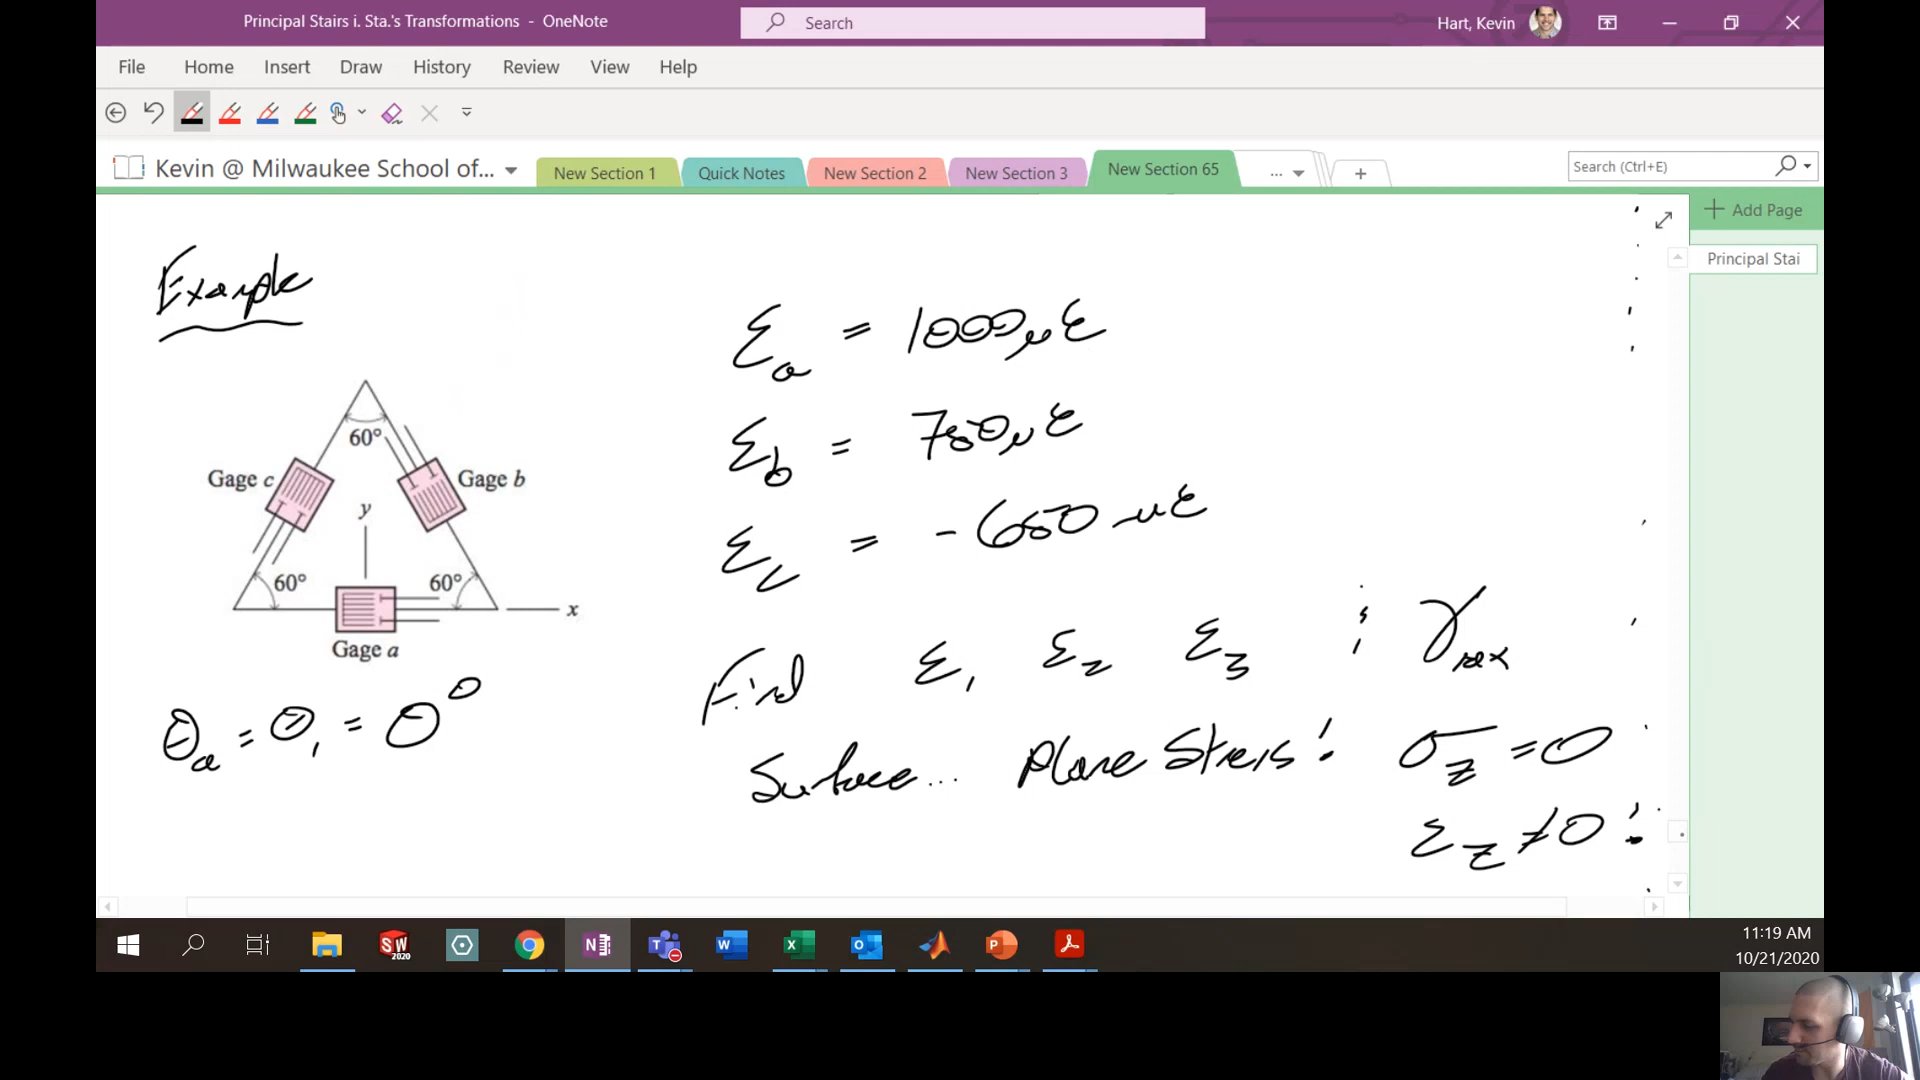 Principal Stairs i. Sta.'s Transformations - OneNote
Search
Hart, Kevin
File Home Insert Draw History Review View Help
Kevin @ Milwaukee School of...
New Section 1
Quick Notes
New Section 2
New Section 3
New Section 65
...
Search (Ctrl+E)
Add Page
Principal Stai
Example
εa = 1000με
εb = 750με
εc = -650με
60°
Gage c
Gage b
y
60°
60°
x
Gage a
Find ε1 ε2 ε3 ; γmax
θa = θ1 = 0°
Surface... Plane Stress! σz = 0
εz ≠ 0!
SW
2020
N
T
W
X
O
P
11:19 AM
10/21/2020